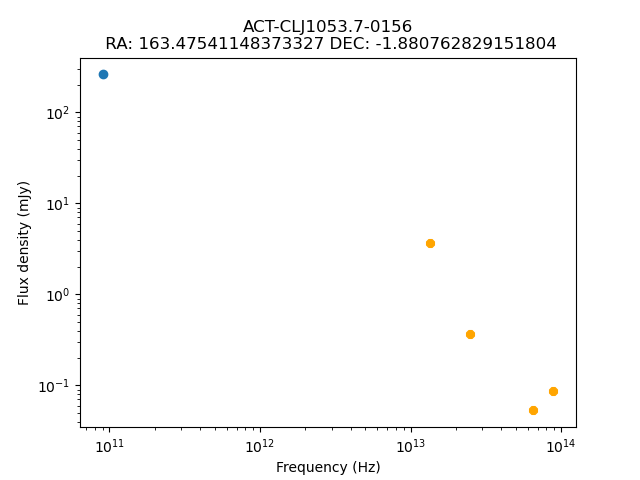 ACT-CLJ1053.7-0156
RA: 163.47541148373327 DEC: -1.880762829151804
Flux density (mJy)
10²
10¹
10⁰
10⁻¹
10¹¹
10¹²
10¹³
10¹⁴
Frequency (Hz)